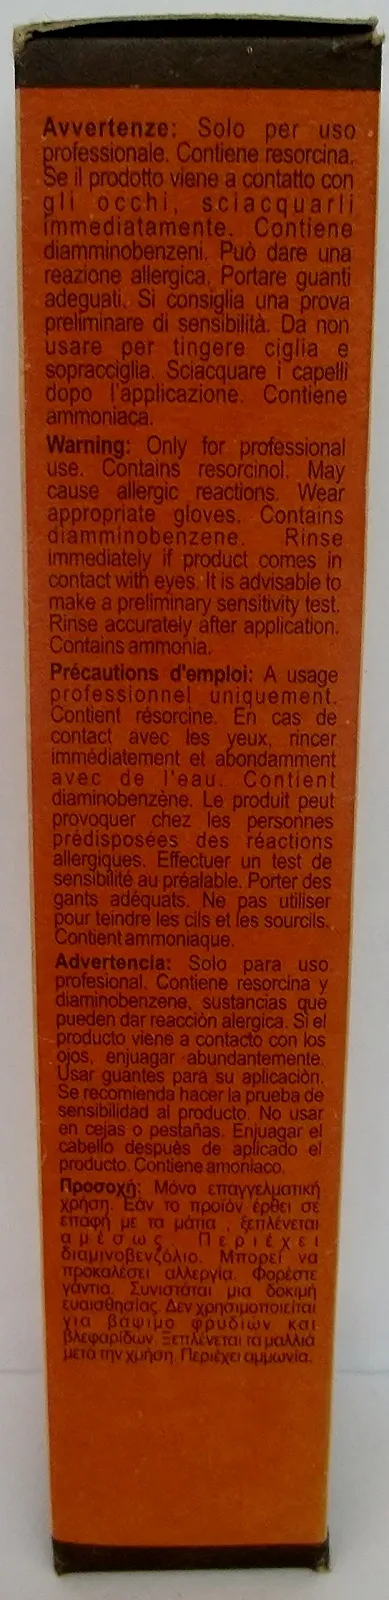 Avvertenze: Solo per uso
professionale. Contiene resorcina.
Se il prodotto viene a contatto con
gli occhi, sciacquarli
immediatamente. Contiene
diamminobenzeni. Può dare una
reazione allergica. Portare guanti
adeguati. Si consiglia una prova
preliminare di sensibilità. Da non
usare per tingere ciglia e
sopracciglia. Sciacquare i capelli
dopo l'applicazione. Contiene
ammoniaca.
Warning: Only for professional
use. Contains resorcinol. May
cause allergic reactions. Wear
appropriate gloves. Contains
diamminobenzene. Rinse
immediately if product comes in
contact with eyes. It is advisable to
make a preliminary sensitivity test.
Rinse accurately after application.
Contains ammonia.
Précautions d'emploi: A usage
professionnel uniquement.
Contient résorcine. En cas de
contact avec les yeux, rincer
immédiatement et abondamment
avec de l'eau. Contient
diaminobenzène. Le produit peut
provoquer chez les personnes
prédisposées des réactions
allergiques. Effectuer un test de
sensibilité au préalable. Porter des
gants adéquats. Ne pas utiliser
pour teindre les cils et les sourcils.
Contient ammoniaque.
Advertencia: Solo para uso
profesional. Contiene resorcina y
diaminobenzene, sustancias que
pueden dar reacción alergica. Si el
producto viene a contacto con los
ojos, enjuagar abundantemente.
Usar guantes para su aplicaciòn.
Se recomienda hacer la prueba de
sensibilidad al producto. No usar
en cejas o pestañas. Enjuagar el
cabello despuès de aplicado el
producto. Contiene amonìaco.
Προσοχή: Μόνο επαγγελματική
χρήση. Εάν το προϊόν έρθει σε
επαφή με τα μάτια , ξεπλένεται
αμέσως. Περιέχει
διαμινοβενζόλιο. Μπορεί να
προκαλέσει αλλεργία. Φορέστε
γάντια. Συνιστάται μια δοκιμή
ευαισθησίας. Δεν χρησιμοποιείται
για βάψιμο φρυδιών και
βλεφαρίδων. Ξεπλένεται τα μαλλιά
μετά την χρήση. Περιέχει αμμωνία.